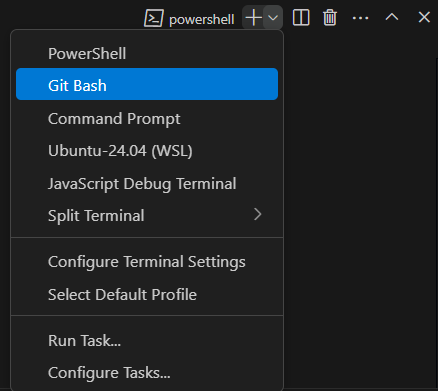 powershell
PowerShell
Git Bash
Command Prompt
Ubuntu-24.04 (WSL)
JavaScript Debug Terminal
Split Terminal
Configure Terminal Settings
Select Default Profile
Run Task...
Configure Tasks...